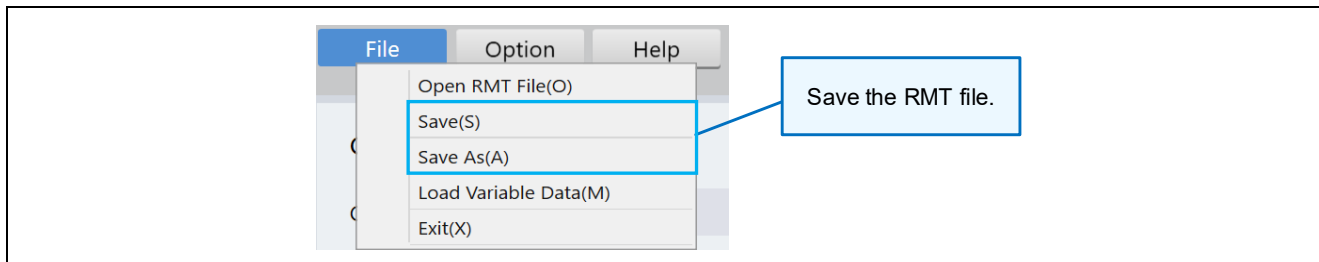 File Option Help
Open RMT File(O)
Save(S)
Save As(A)
Load Variable Data(M)
Exit(X)
Save the RMT file.